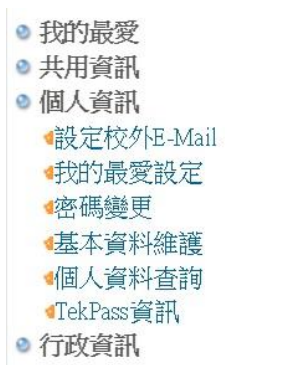 我的最愛
共用資訊
個人資訊
設定校外E-Mail
我的最愛設定
密碼變更
基本資料維護
個人資料查詢
TekPass資訊
行政資訊